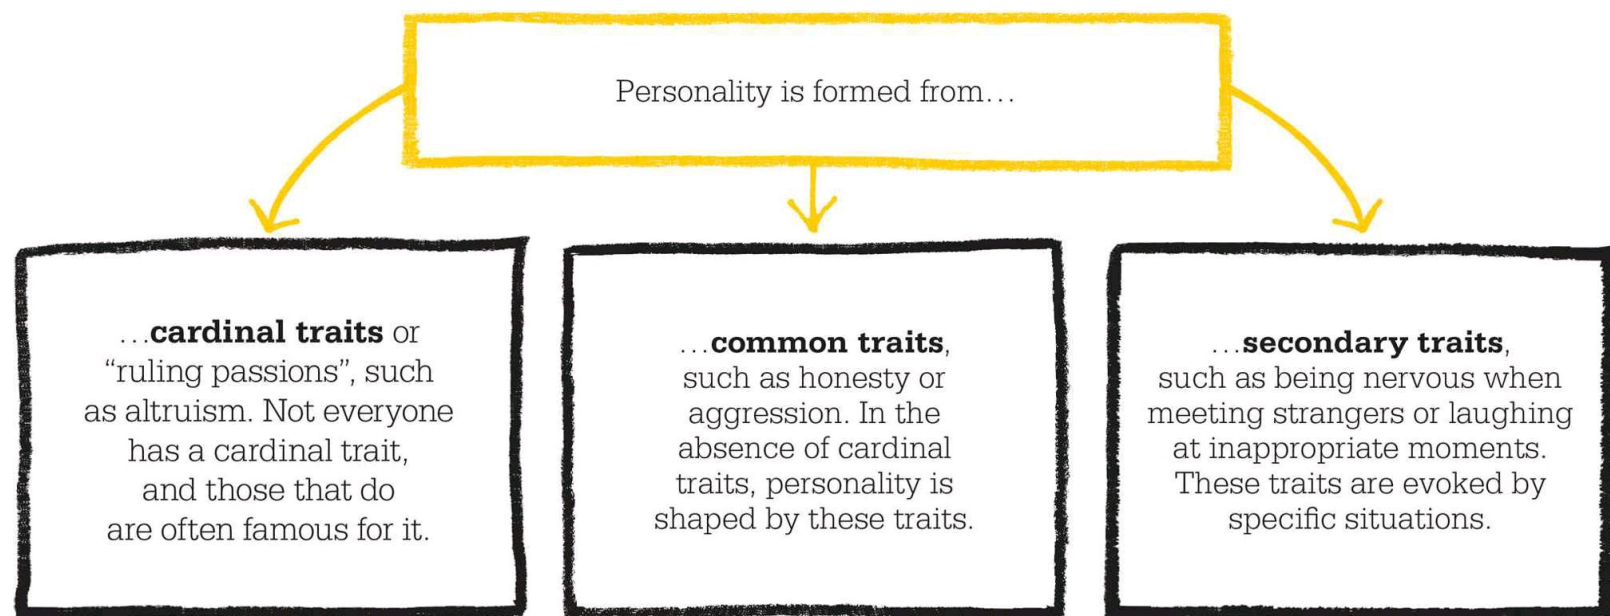 Personality is formed from…
…cardinal traits or
“ruling passions”, such
as altruism. Not everyone
has a cardinal trait,
and those that do
are often famous for it.
…common traits,
such as honesty or
aggression. In the
absence of cardinal
traits, personality is
shaped by these traits.
…secondary traits,
such as being nervous when
meeting strangers or laughing
at inappropriate moments.
These traits are evoked by
specific situations.